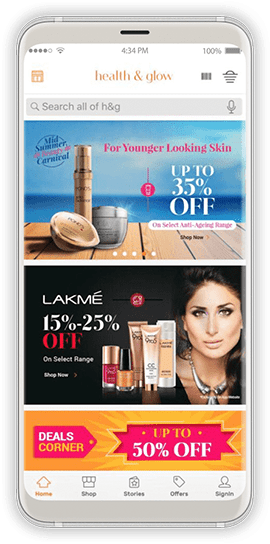 4:34 PM
100%
health & glow
Search all of h&g
Mid
Summer
Carnival
For Younger Looking Skin
UP TO
35%
OFF
On Select Anti-Ageing Range
Shop Now >
POND'S
LAKMÉ
15%-25%
OFF
On Select Range
Shop Now >
DEALS
CORNER
UP TO
50% OFF
Home
Shop
Stories
Offers
Signin